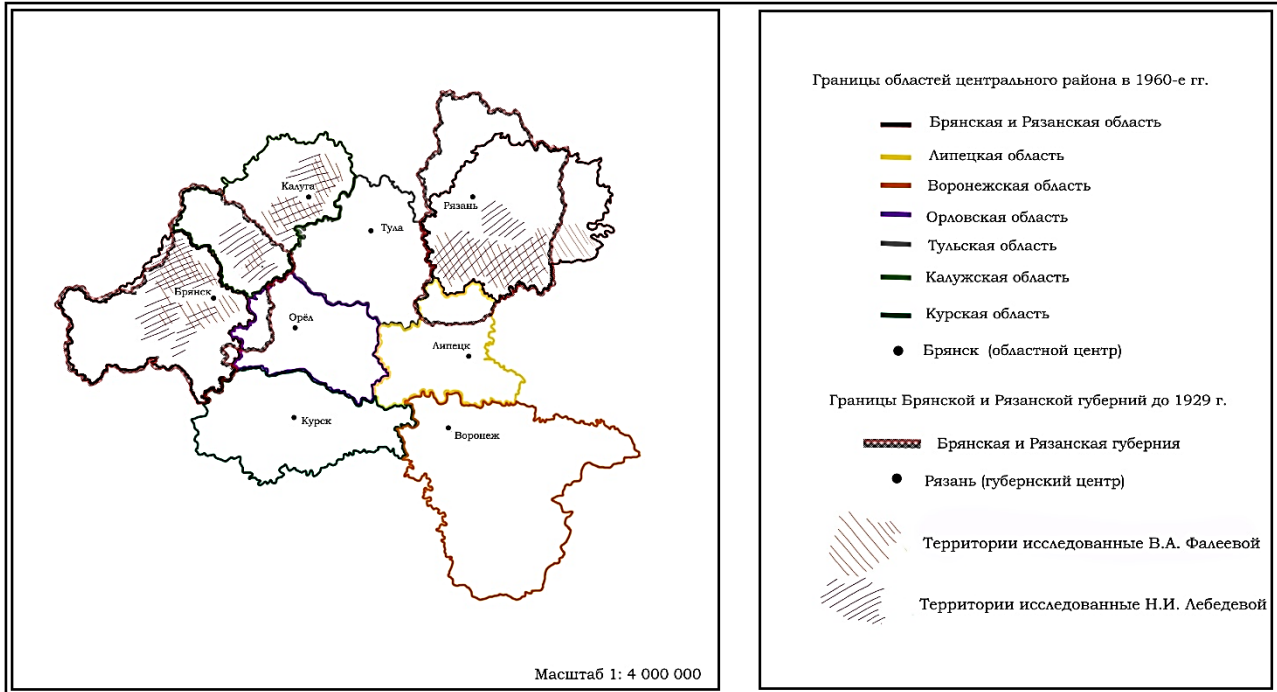 Калуга
Тула
Рязань
Брянск
Орёл
Липецк
Курск
Воронеж
Масштаб 1: 4 000 000
Границы областей центрального района в 1960-е гг.
Брянская и Рязанская область
Липецкая область
Воронежская область
Орловская область
Тульская область
Калужская область
Курская область
Брянск (областной центр)
Границы Брянской и Рязанской губерний до 1929 г.
Брянская и Рязанская губерния
Рязань (губернский центр)
Территории исследованные В.А. Фалеевой
Территории исследованные Н.И. Лебедевой